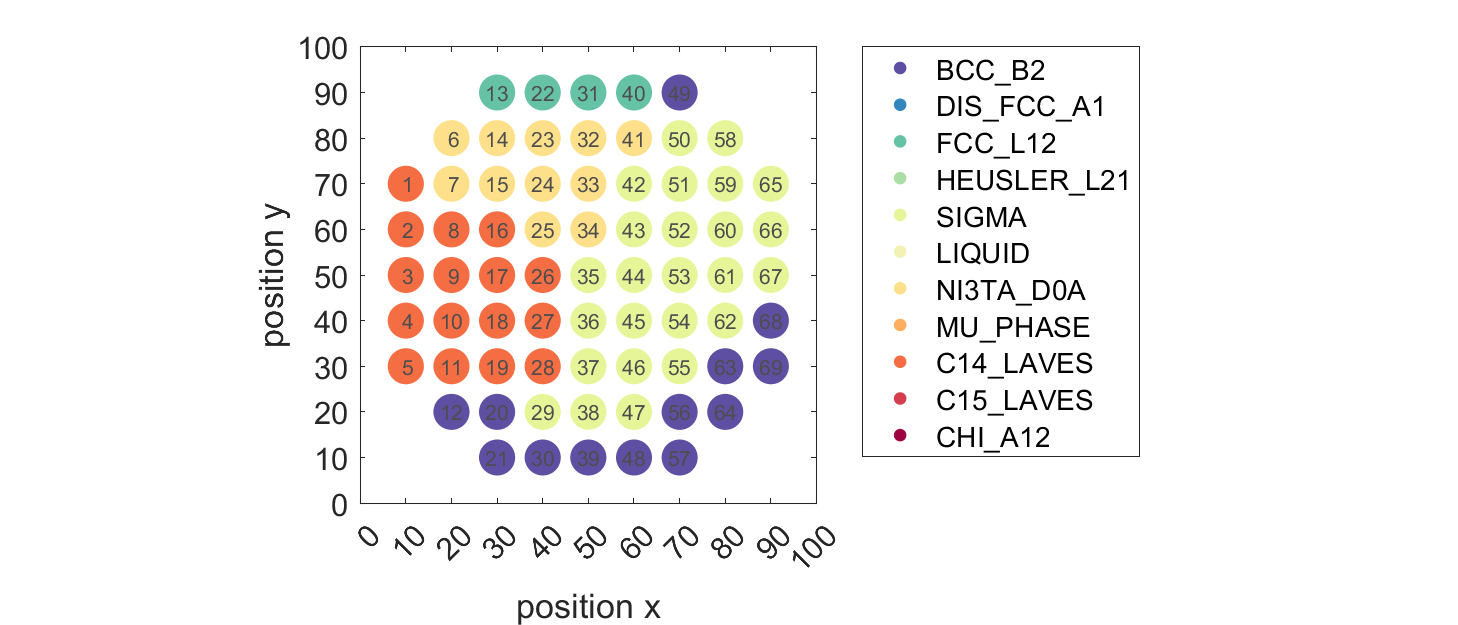 100
90
80
70
60
50
40
30
20
10
0
position y
13 22 31 40 49
6 14 23 32 41 50 58
1 7 15 24 33 42 51 59 65
2 8 16 25 34 43 52 60 66
3 9 17 26 35 44 53 61 67
4 10 18 27 36 45 54 62 68
5 11 19 28 37 46 55 63 69
12 20 29 38 47 56 64
21 30 39 48 57
0 10 20 30 40 50 60 70 80 90 100
position x
BCC_B2
DIS_FCC_A1
FCC_L12
HEUSLER_L21
SIGMA
LIQUID
NI3TA_D0A
MU_PHASE
C14_LAVES
C15_LAVES
CHI_A12